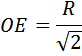 OE = R/√2